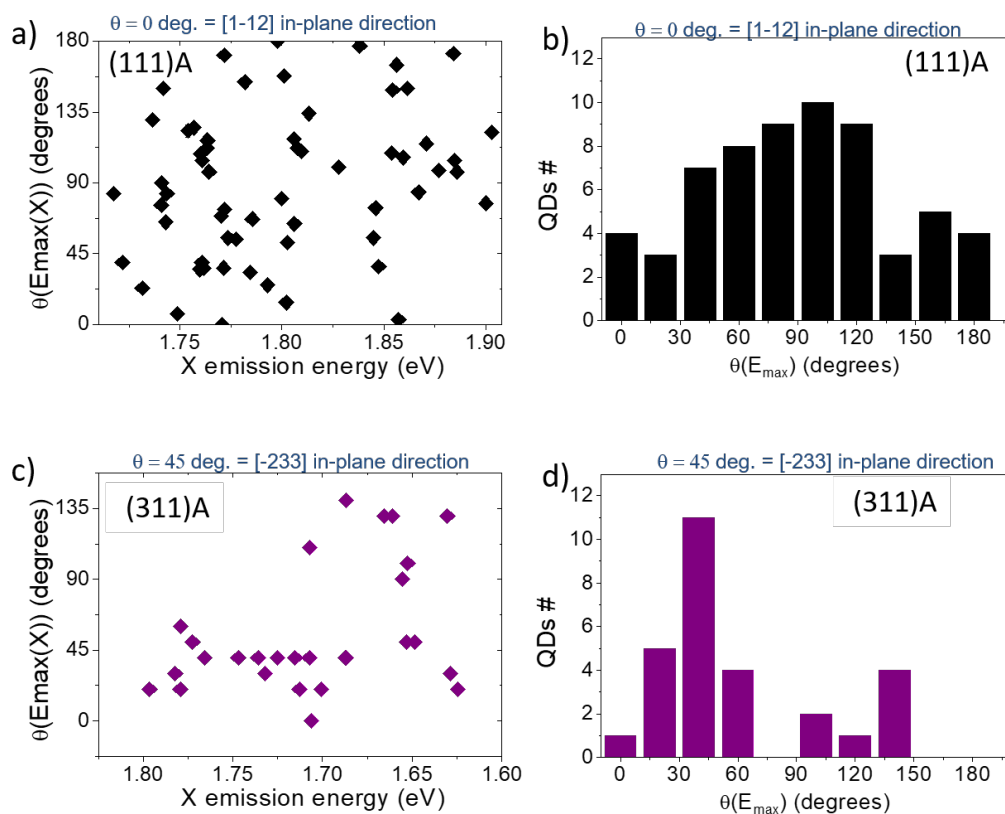 θ = 0 deg. = [1-12] in-plane direction
a)
(111)A
θ(Emax(X)) (degrees)
180
135
90
45
0
1.75 1.80 1.85 1.90
X emission energy (eV)
θ = 0 deg. = [1-12] in-plane direction
b)
(111)A
QDs #
12
10
8
6
4
2
0
0 30 60 90 120 150 180
θ(Emax) (degrees)
θ = 45 deg. = [-233] in-plane direction
c)
(311)A
θ(Emax(X)) (degrees)
135
90
45
0
1.80 1.75 1.70 1.65 1.60
X emission energy (eV)
θ = 45 deg. = [-233] in-plane direction
d)
(311)A
QDs #
12
10
8
6
4
2
0
0 30 60 90 120 150 180
θ(Emax) (degrees)